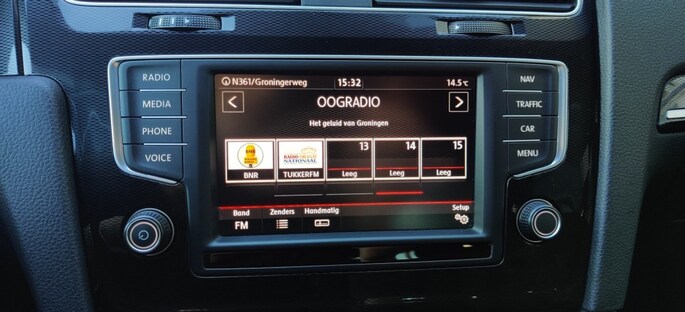 N361/Groningerweg 15:32 14.5 °C
RADIO
MEDIA
PHONE
VOICE
OOGRADIO
Het geluid van Groningen
BNR
TUKKERFM
13 Leeg
14 Leeg
15 Leeg
NATIONAAL
Band Zenders Handmatig Setup
FM
NAV
TRAFFIC
CAR
MENU